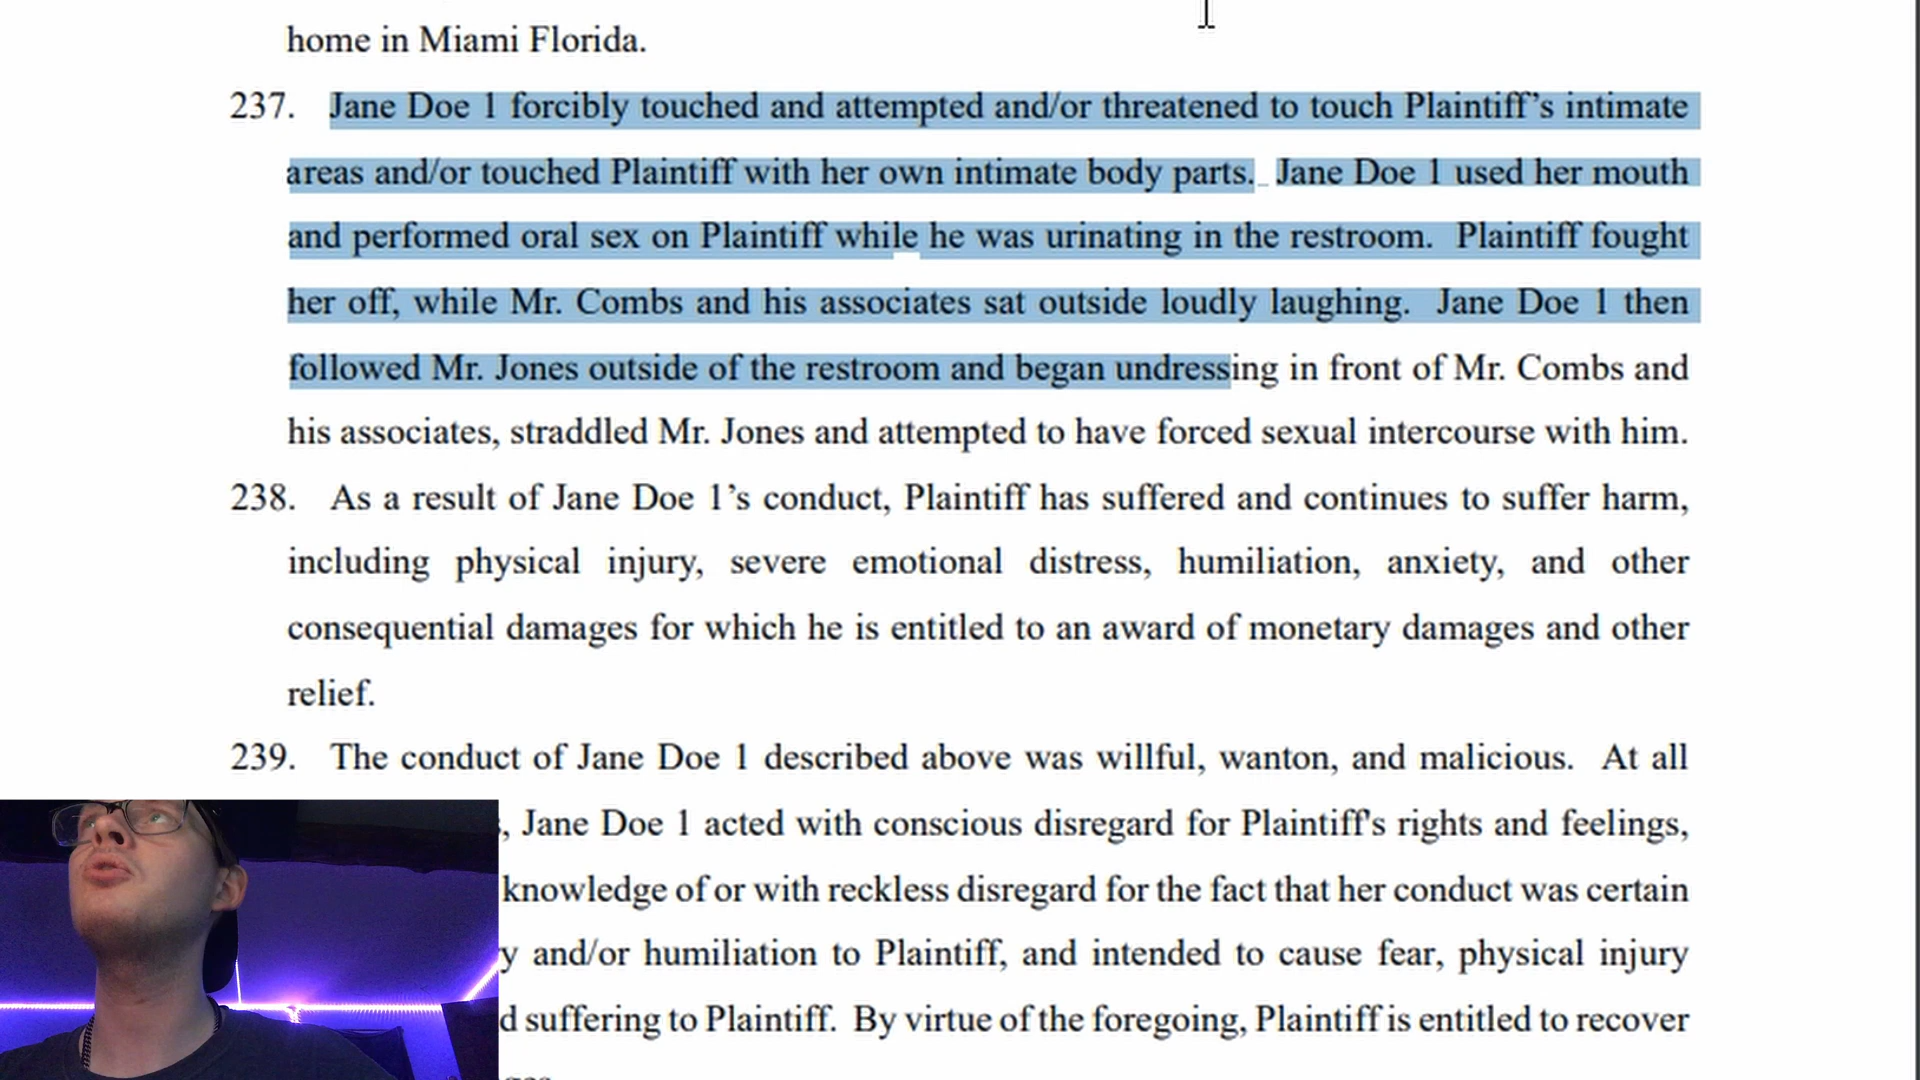 home in Miami Florida.
237. Jane Doe 1 forcibly touched and attempted and/or threatened to touch Plaintiff’s intimate
areas and/or touched Plaintiff with her own intimate body parts. Jane Doe 1 used her mouth
and performed oral sex on Plaintiff while he was urinating in the restroom. Plaintiff fought
her off, while Mr. Combs and his associates sat outside loudly laughing. Jane Doe 1 then
followed Mr. Jones outside of the restroom and began undressing in front of Mr. Combs and
his associates, straddled Mr. Jones and attempted to have forced sexual intercourse with him.
238. As a result of Jane Doe 1’s conduct, Plaintiff has suffered and continues to suffer harm,
including physical injury, severe emotional distress, humiliation, anxiety, and other
consequential damages for which he is entitled to an award of monetary damages and other
relief.
239. The conduct of Jane Doe 1 described above was willful, wanton, and malicious. At all
, Jane Doe 1 acted with conscious disregard for Plaintiff's rights and feelings,
knowledge of or with reckless disregard for the fact that her conduct was certain
y and/or humiliation to Plaintiff, and intended to cause fear, physical injury
d suffering to Plaintiff. By virtue of the foregoing, Plaintiff is entitled to recover